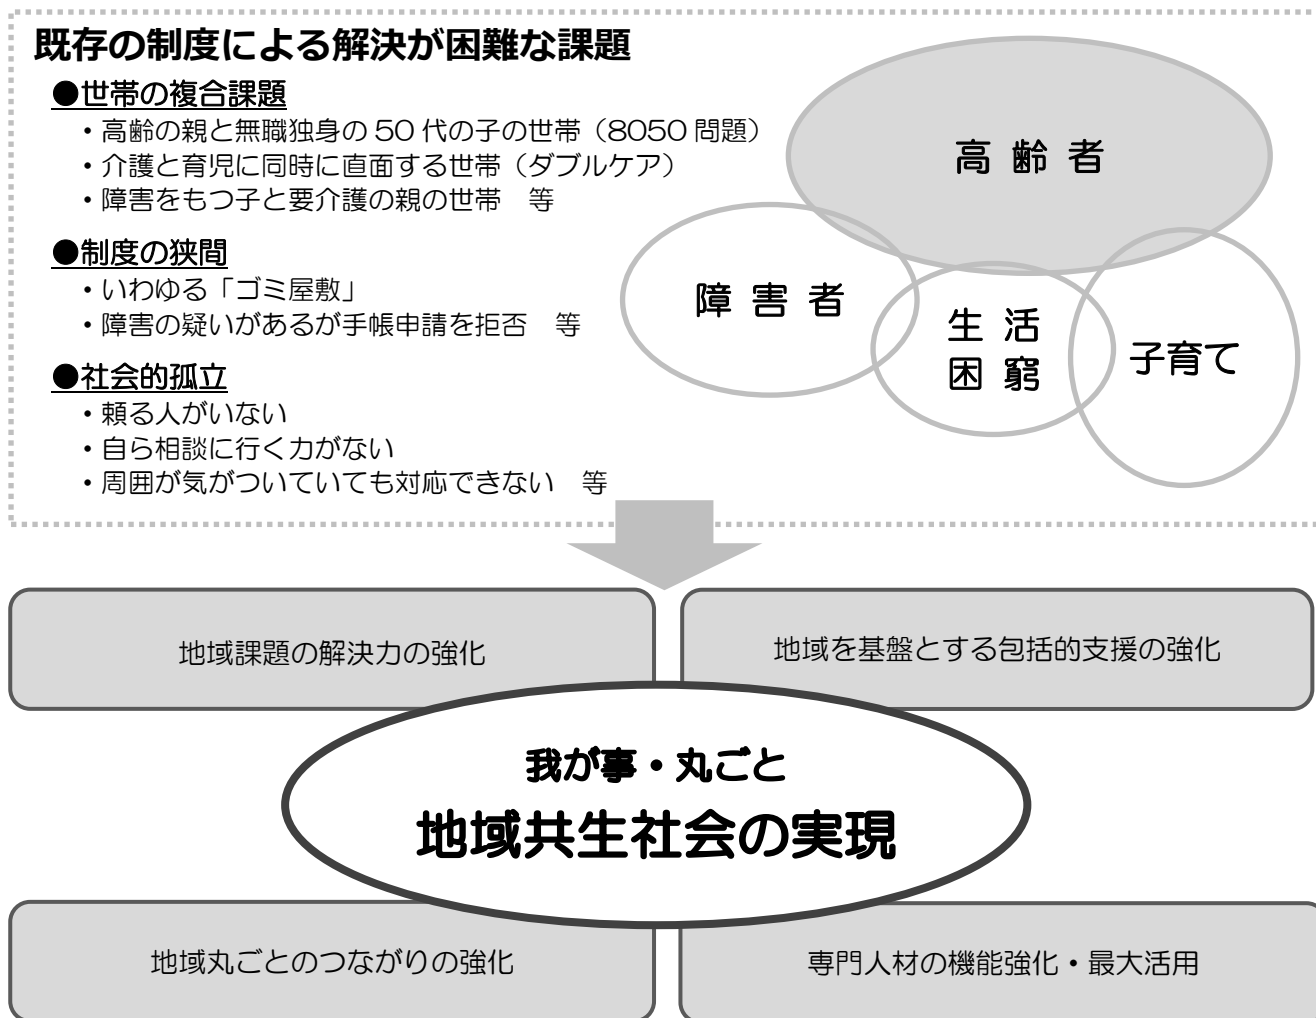 既存の制度による解決が困難な課題
●世帯の複合課題
・高齢の親と無職独身の 50 代の子の世帯（8050 問題）
・介護と育児に同時に直面する世帯（ダブルケア）
・障害をもつ子と要介護の親の世帯　等
●制度の狭間
・いわゆる「ゴミ屋敷」
・障害の疑いがあるが手帳申請を拒否　等
●社会的孤立
・頼る人がいない
・自ら相談に行く力がない
・周囲が気がついていても対応できない　等
高 齢 者
障 害 者
生 活
困 窮
子育て
地域課題の解決力の強化
地域を基盤とする包括的支援の強化
我が事・丸ごと
地域共生社会の実現
地域丸ごとのつながりの強化
専門人材の機能強化・最大活用